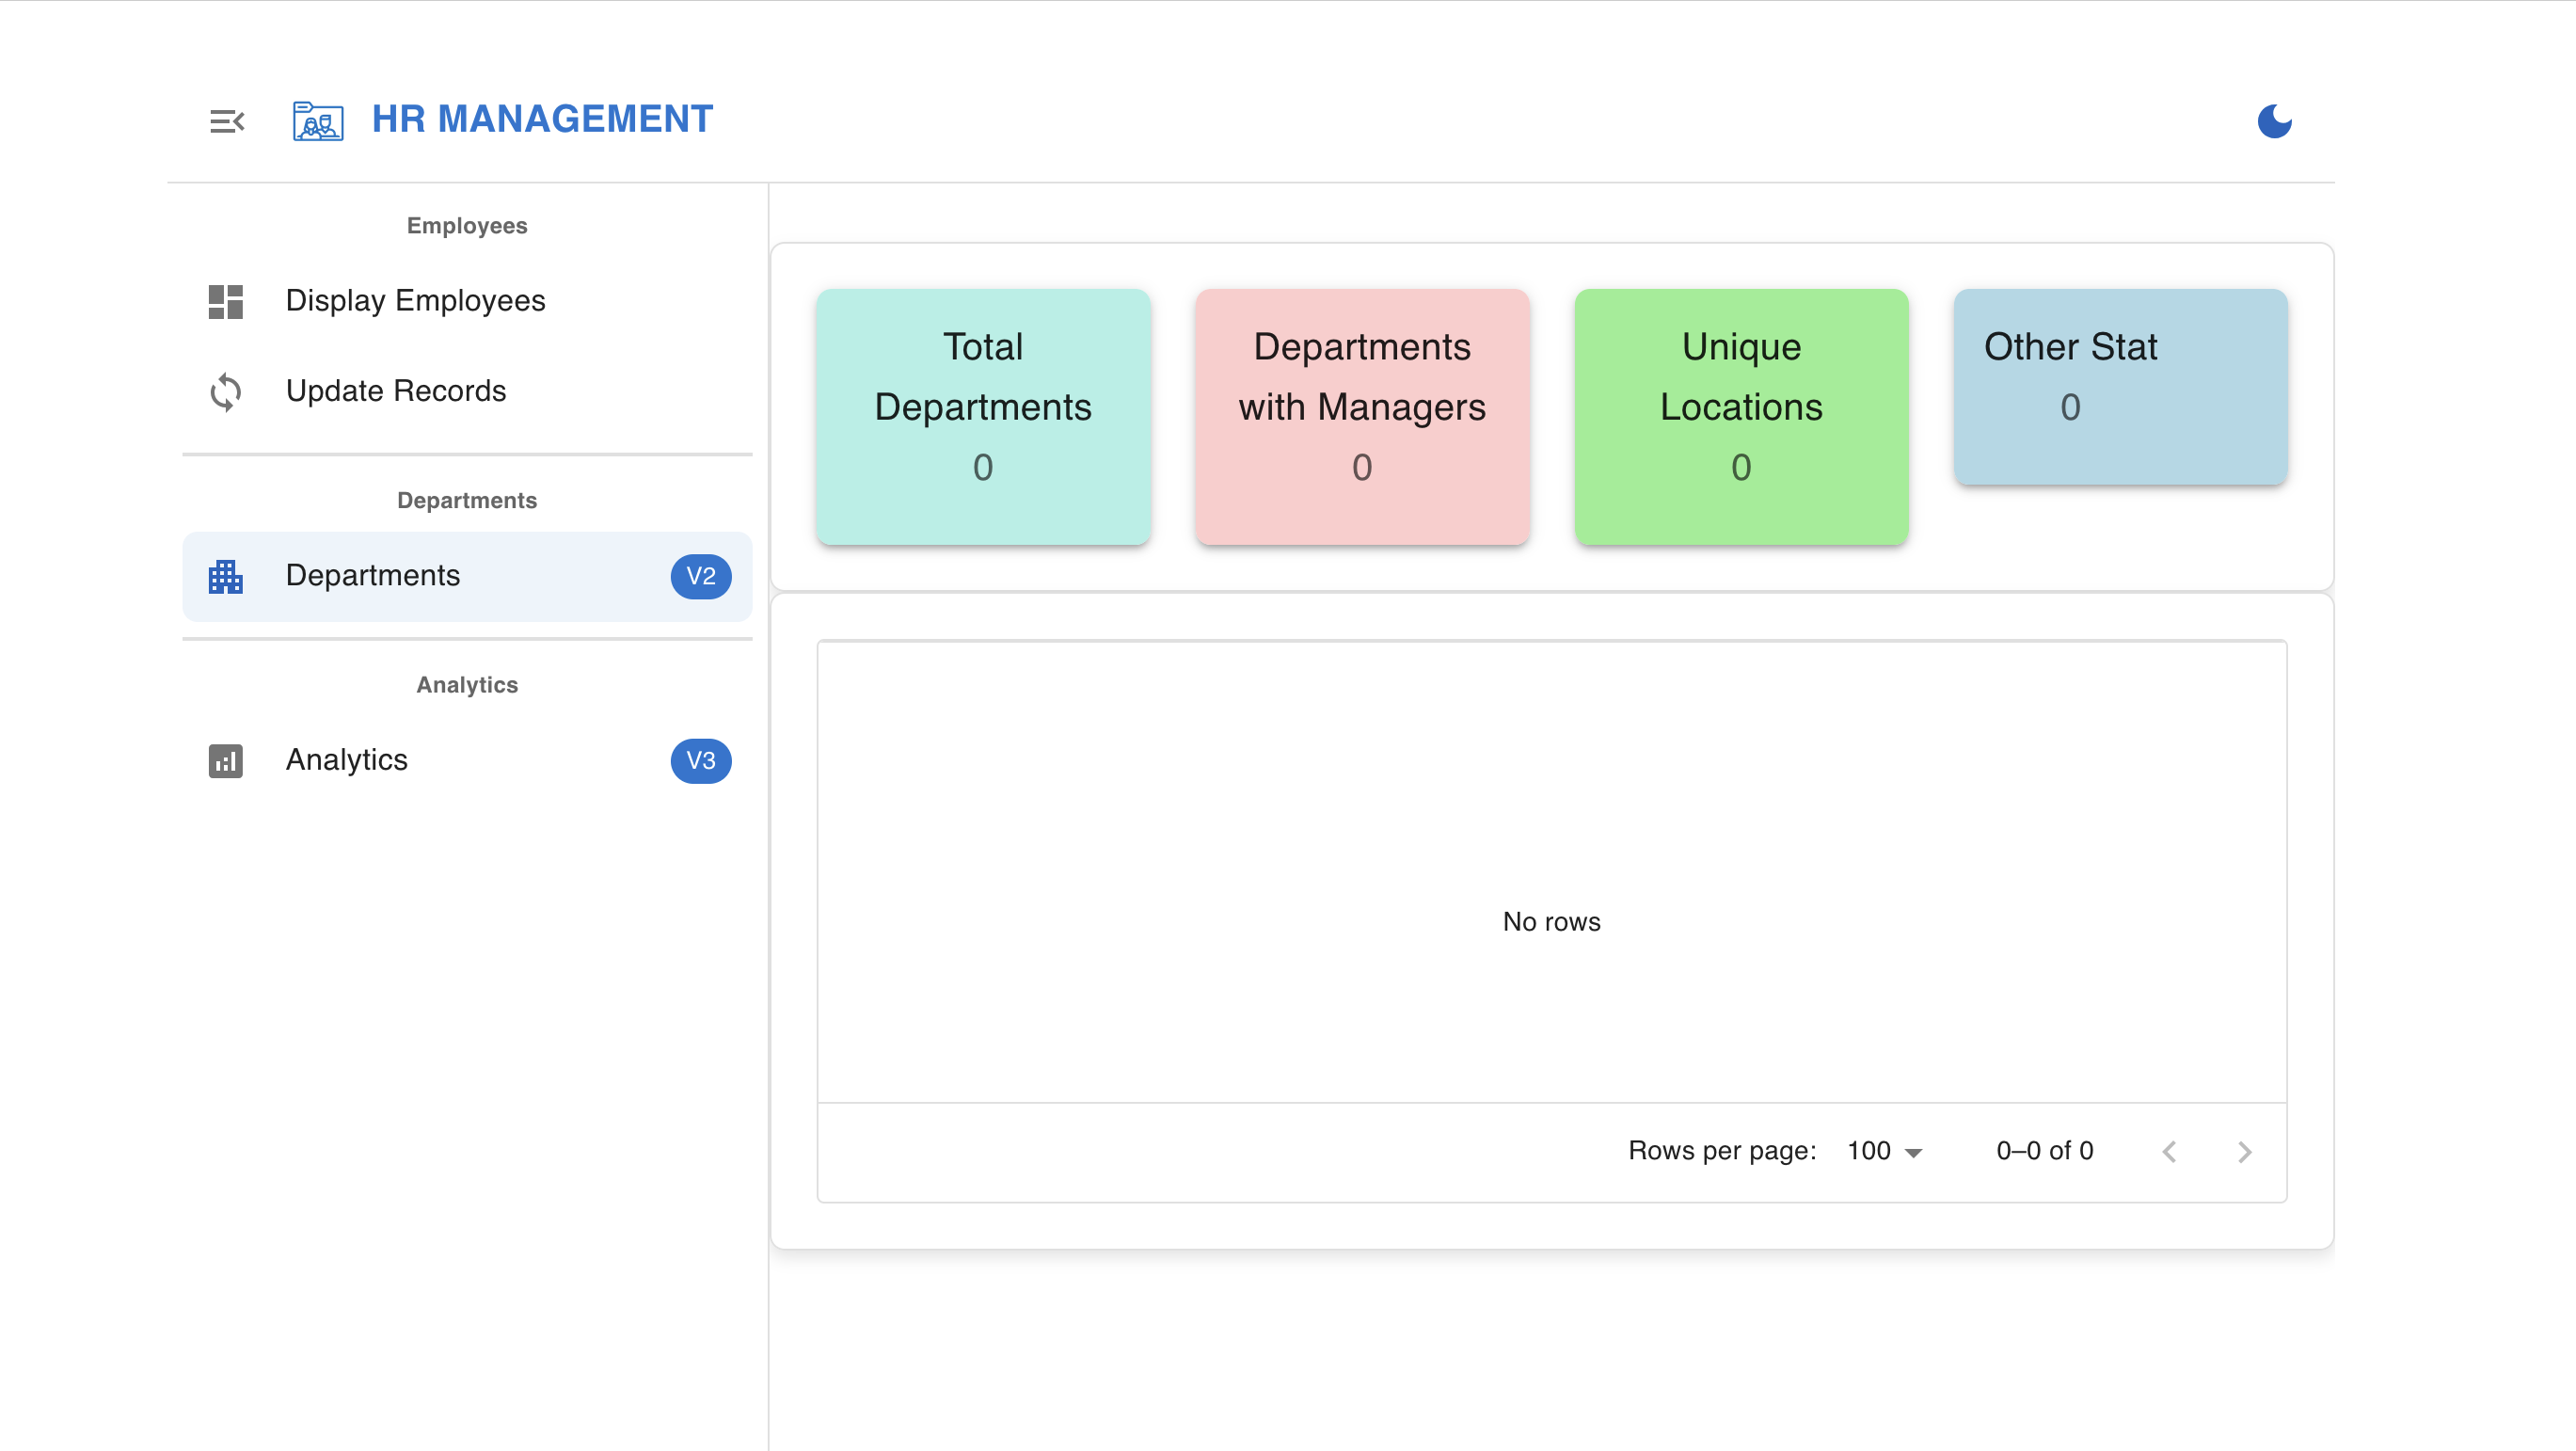 HR MANAGEMENT
Employees
Display Employees
Update Records
Departments
Departments V2
Analytics
Analytics V3
Total
Departments
0
Departments
with Managers
0
Unique
Locations
0
Other Stat
0
No rows
Rows per page: 100 0–0 of 0